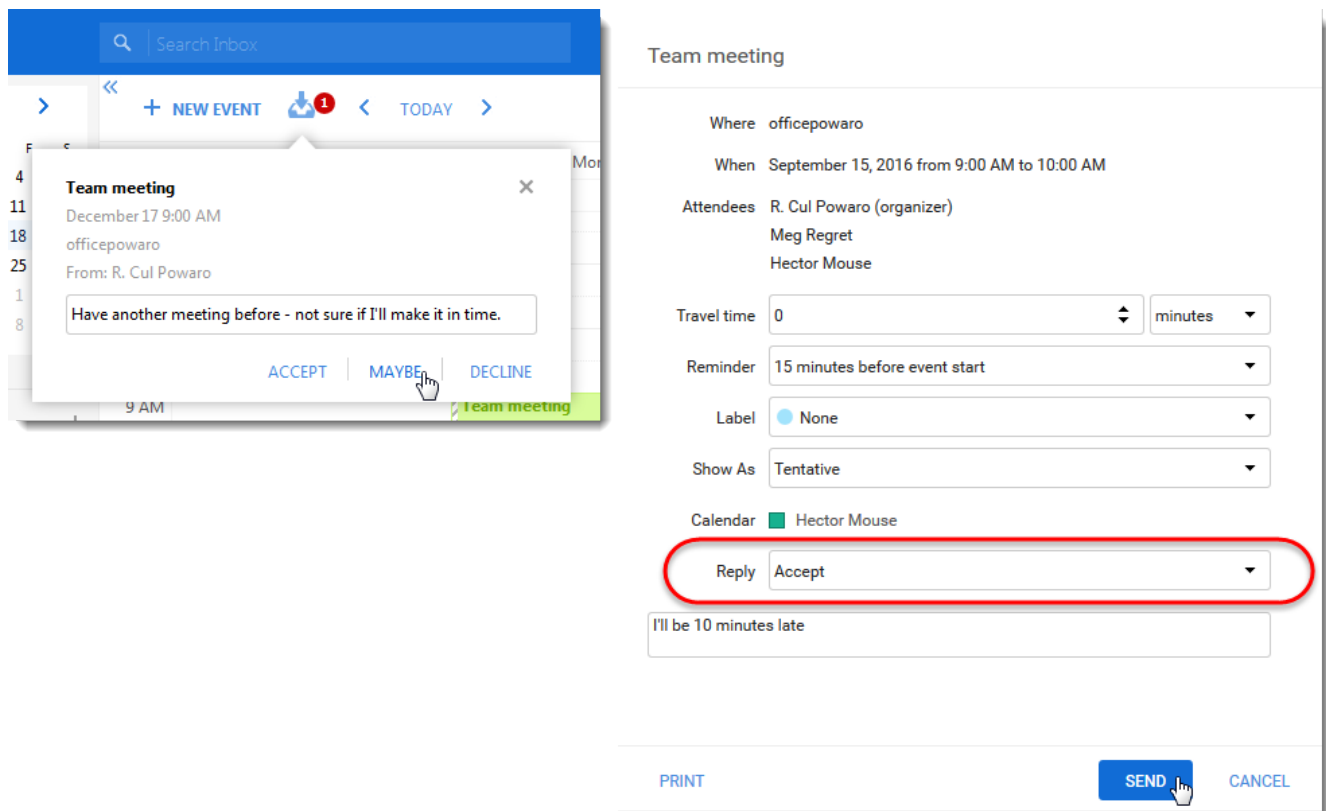 Search Inbox
NEW EVENT
1
TODAY
F S
4
11
18
25
1
8
Mon
Team meeting
December 17 9:00 AM
officepowaro
From: R. Cul Powaro
Have another meeting before - not sure if I'll make it in time.
ACCEPT MAYBE DECLINE
9 AM
Team meeting
Team meeting
Where officepowaro
When September 15, 2016 from 9:00 AM to 10:00 AM
Attendees R. Cul Powaro (organizer)
Meg Regret
Hector Mouse
Travel time 0 minutes
Reminder 15 minutes before event start
Label None
Show As Tentative
Calendar Hector Mouse
Reply Accept
I'll be 10 minutes late
PRINT SEND CANCEL